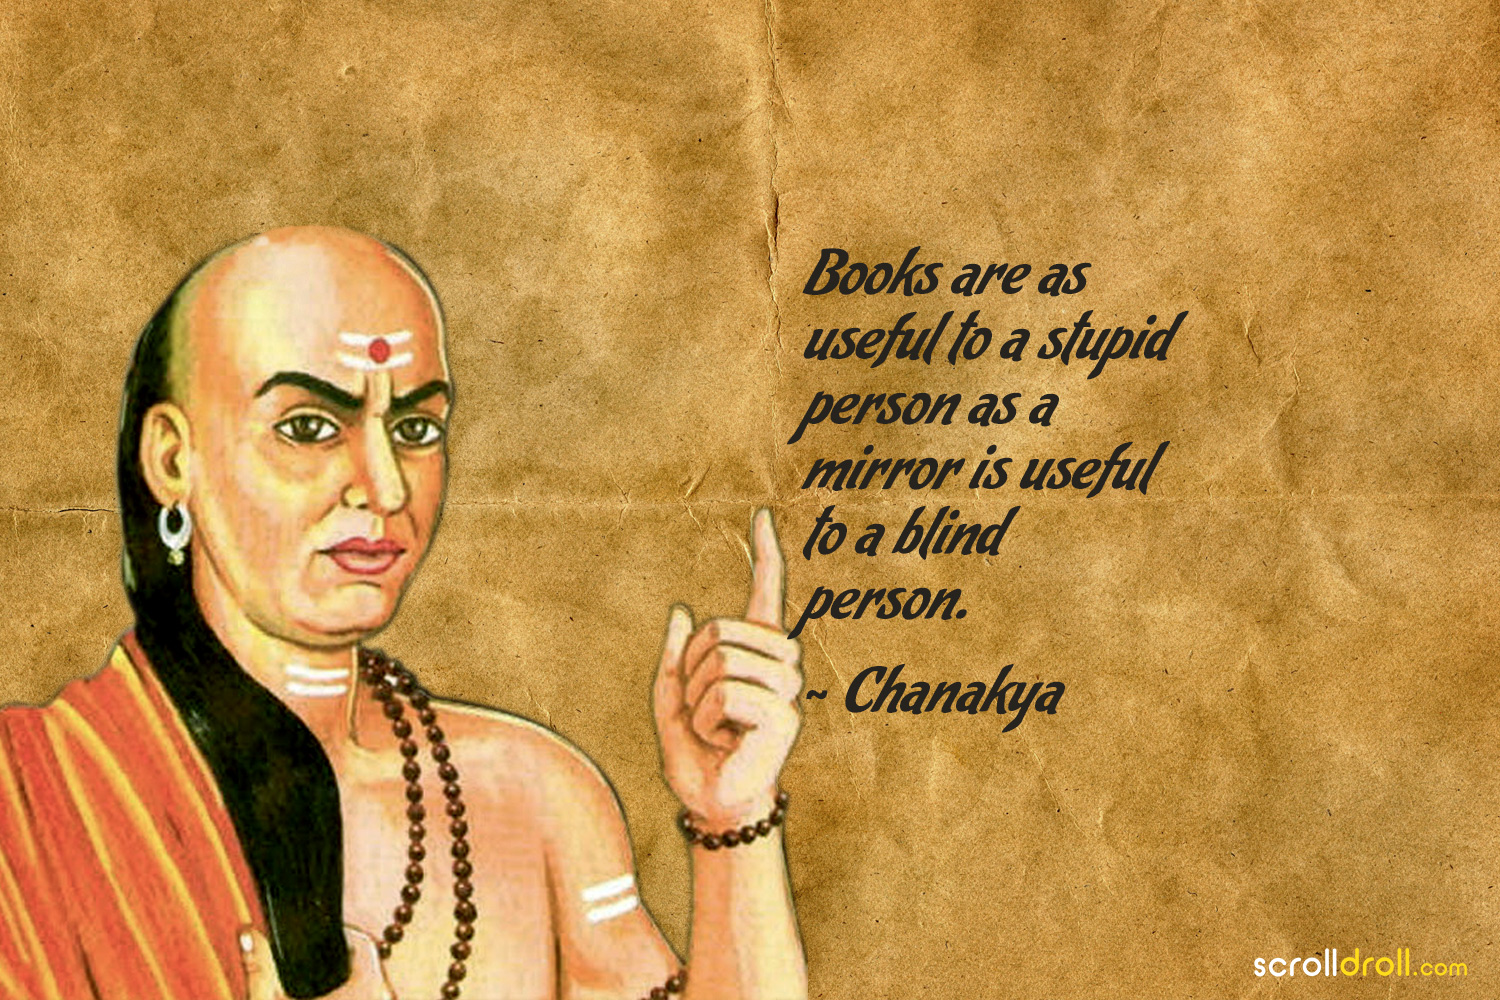 Books are as
useful to a stupid
person as a
mirror is useful
to a blind
person.
~ Chanakya
scrolldroll.com